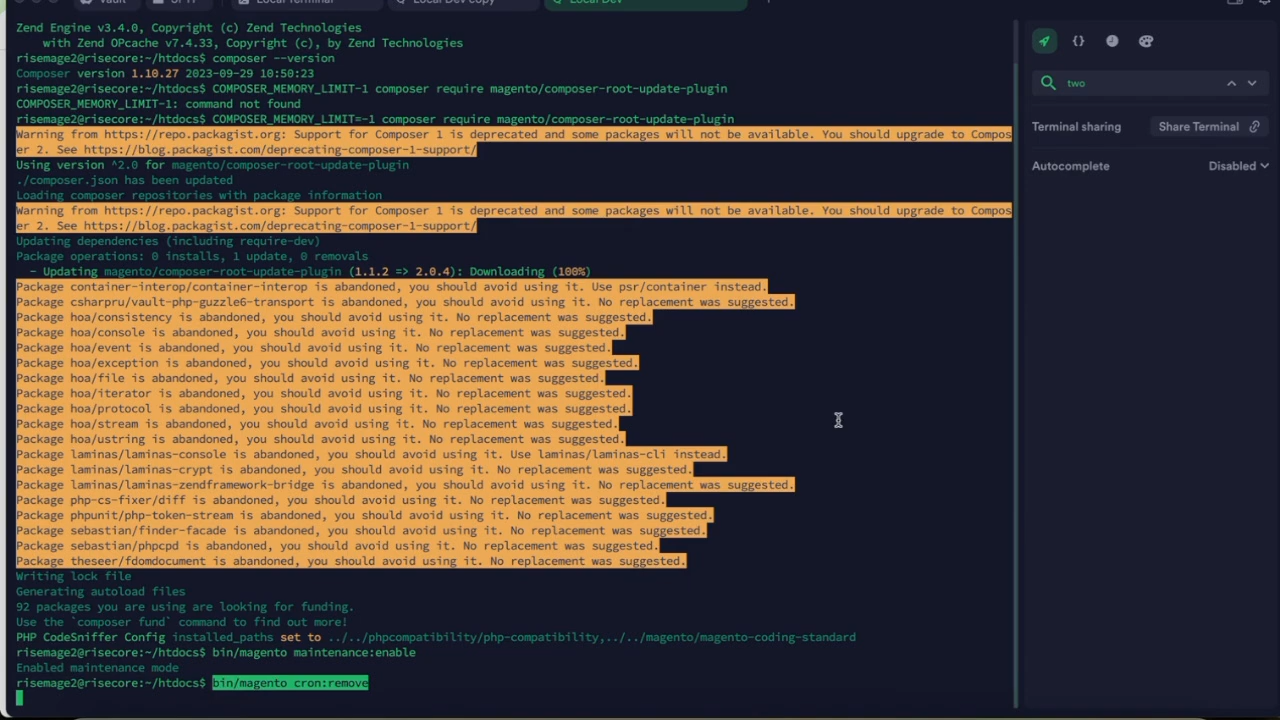 Vault
SFTP
Local Terminal
Local Dev copy
Local Dev
Zend Engine v3.4.0, Copyright (c) Zend Technologies
with Zend OPcache v7.4.33, Copyright (c), by Zend Technologies
risemage2@risecore:~/htdocs$ composer --version
Composer version 1.10.27 2023-09-29 10:50:23
risemage2@risecore:~/htdocs$ COMPOSER_MEMORY_LIMIT-1 composer require magento/composer-root-update-plugin
COMPOSER_MEMORY_LIMIT-1: command not found
risemage2@risecore:~/htdocs$ COMPOSER_MEMORY_LIMIT=-1 composer require magento/composer-root-update-plugin
Warning from https://repo.packagist.org: Support for Composer 1 is deprecated and some packages will not be available. You should upgrade to Compos
er 2. See https://blog.packagist.com/deprecating-composer-1-support/
Using version ^2.0 for magento/composer-root-update-plugin
./composer.json has been updated
Loading composer repositories with package information
Warning from https://repo.packagist.org: Support for Composer 1 is deprecated and some packages will not be available. You should upgrade to Compos
er 2. See https://blog.packagist.com/deprecating-composer-1-support/
Updating dependencies (including require-dev)
Package operations: 0 installs, 1 update, 0 removals
- Updating magento/composer-root-update-plugin (1.1.2 => 2.0.4): Downloading (100%)
Package container-interop/container-interop is abandoned, you should avoid using it. Use psr/container instead.
Package csharpru/vault-php-guzzle6-transport is abandoned, you should avoid using it. No replacement was suggested.
Package hoa/consistency is abandoned, you should avoid using it. No replacement was suggested.
Package hoa/console is abandoned, you should avoid using it. No replacement was suggested.
Package hoa/event is abandoned, you should avoid using it. No replacement was suggested.
Package hoa/exception is abandoned, you should avoid using it. No replacement was suggested.
Package hoa/file is abandoned, you should avoid using it. No replacement was suggested.
Package hoa/iterator is abandoned, you should avoid using it. No replacement was suggested.
Package hoa/protocol is abandoned, you should avoid using it. No replacement was suggested.
Package hoa/stream is abandoned, you should avoid using it. No replacement was suggested.
Package hoa/ustring is abandoned, you should avoid using it. No replacement was suggested.
Package laminas/laminas-console is abandoned, you should avoid using it. Use laminas/laminas-cli instead.
Package laminas/laminas-crypt is abandoned, you should avoid using it. No replacement was suggested.
Package laminas/laminas-zendframework-bridge is abandoned, you should avoid using it. No replacement was suggested.
Package php-cs-fixer/diff is abandoned, you should avoid using it. No replacement was suggested.
Package phpunit/php-token-stream is abandoned, you should avoid using it. No replacement was suggested.
Package sebastian/finder-facade is abandoned, you should avoid using it. No replacement was suggested.
Package sebastian/phpcpd is abandoned, you should avoid using it. No replacement was suggested.
Package theseer/fdomdocument is abandoned, you should avoid using it. No replacement was suggested.
Writing lock file
Generating autoload files
92 packages you are using are looking for funding.
Use the `composer fund` command to find out more!
PHP CodeSniffer Config installed_paths set to ../../phpcompatibility/php-compatibility,../../magento/magento-coding-standard
risemage2@risecore:~/htdocs$ bin/magento maintenance:enable
Enabled maintenance mode
risemage2@risecore:~/htdocs$ bin/magento cron:remove
two
Terminal sharing
Share Terminal
Autocomplete
Disabled